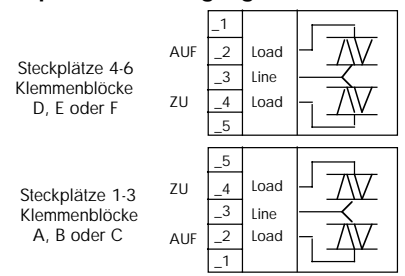 _1
AUF _2 Load
_3 Line
ZU _4 Load
_5
Steckplätze 4-6
Klemmenblöcke
D, E oder F
_5
ZU _4 Load
_3 Line
AUF _2 Load
_1
Steckplätze 1-3
Klemmenblöcke
A, B oder C